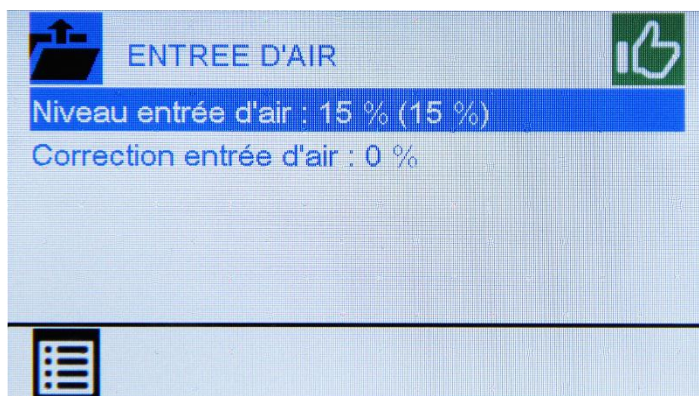 ENTREE D'AIR
Niveau entrée d'air : 15 % (15 %)
Correction entrée d'air : 0 %